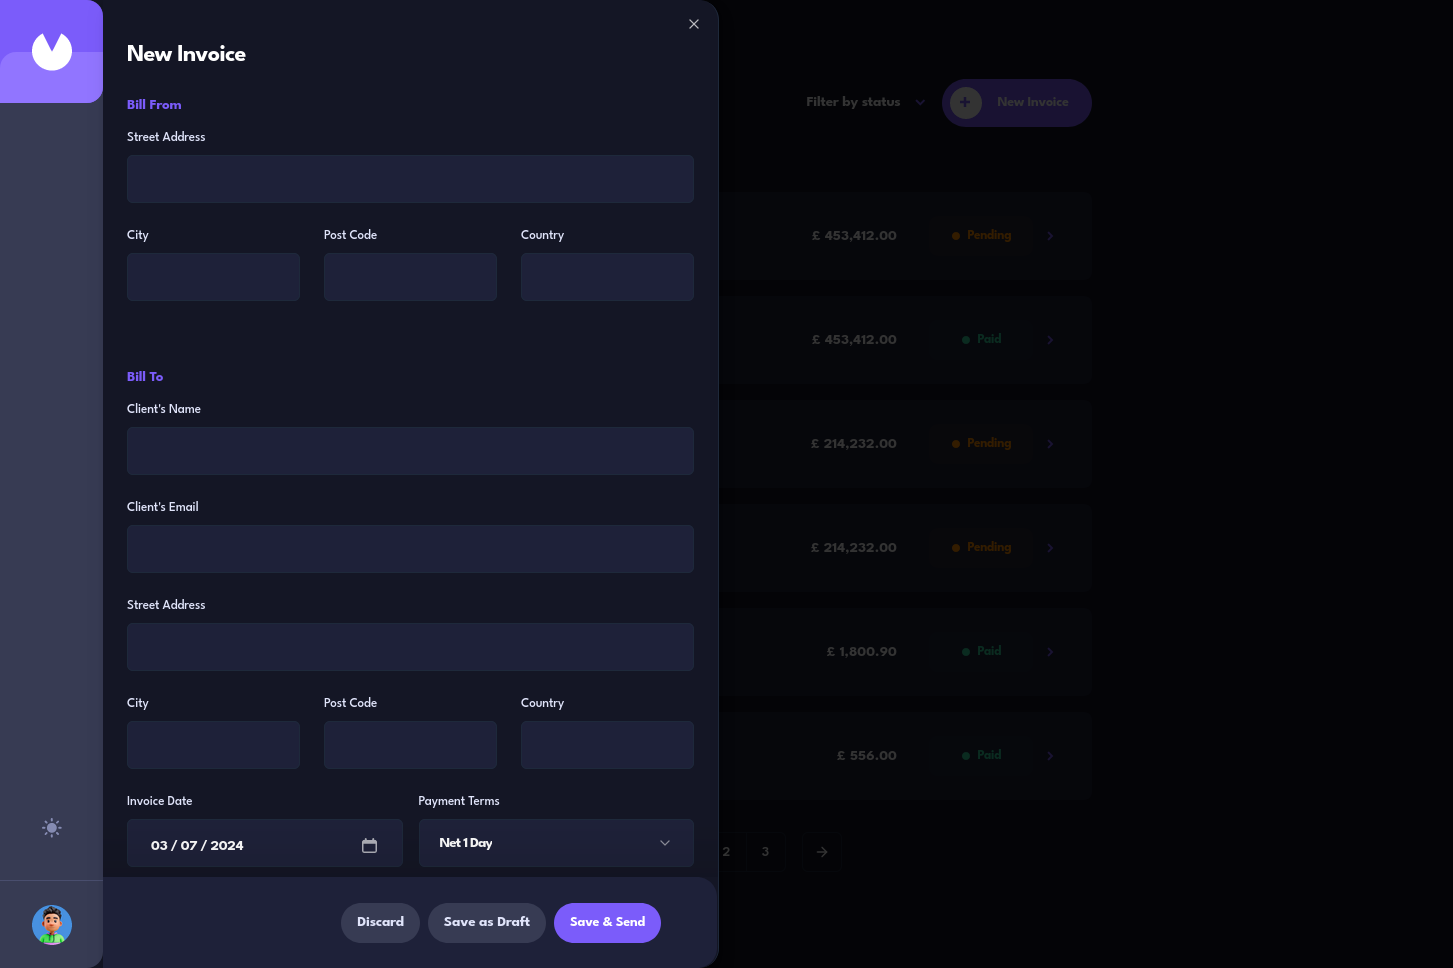 New Invoice
Bill From
Street Address
City Post Code Country
Bill To
Client's Name
Client's Email
Street Address
City Post Code Country
Invoice Date Payment Terms
03 / 07 / 2024 Net 1 Day
Discard Save as Draft Save & Send
Filter by status + New Invoice
£ 453,412.00 Pending
£ 453,412.00 Paid
£ 214,232.00 Pending
£ 214,232.00 Pending
£ 1,800.90 Paid
£ 556.00 Paid
2 3